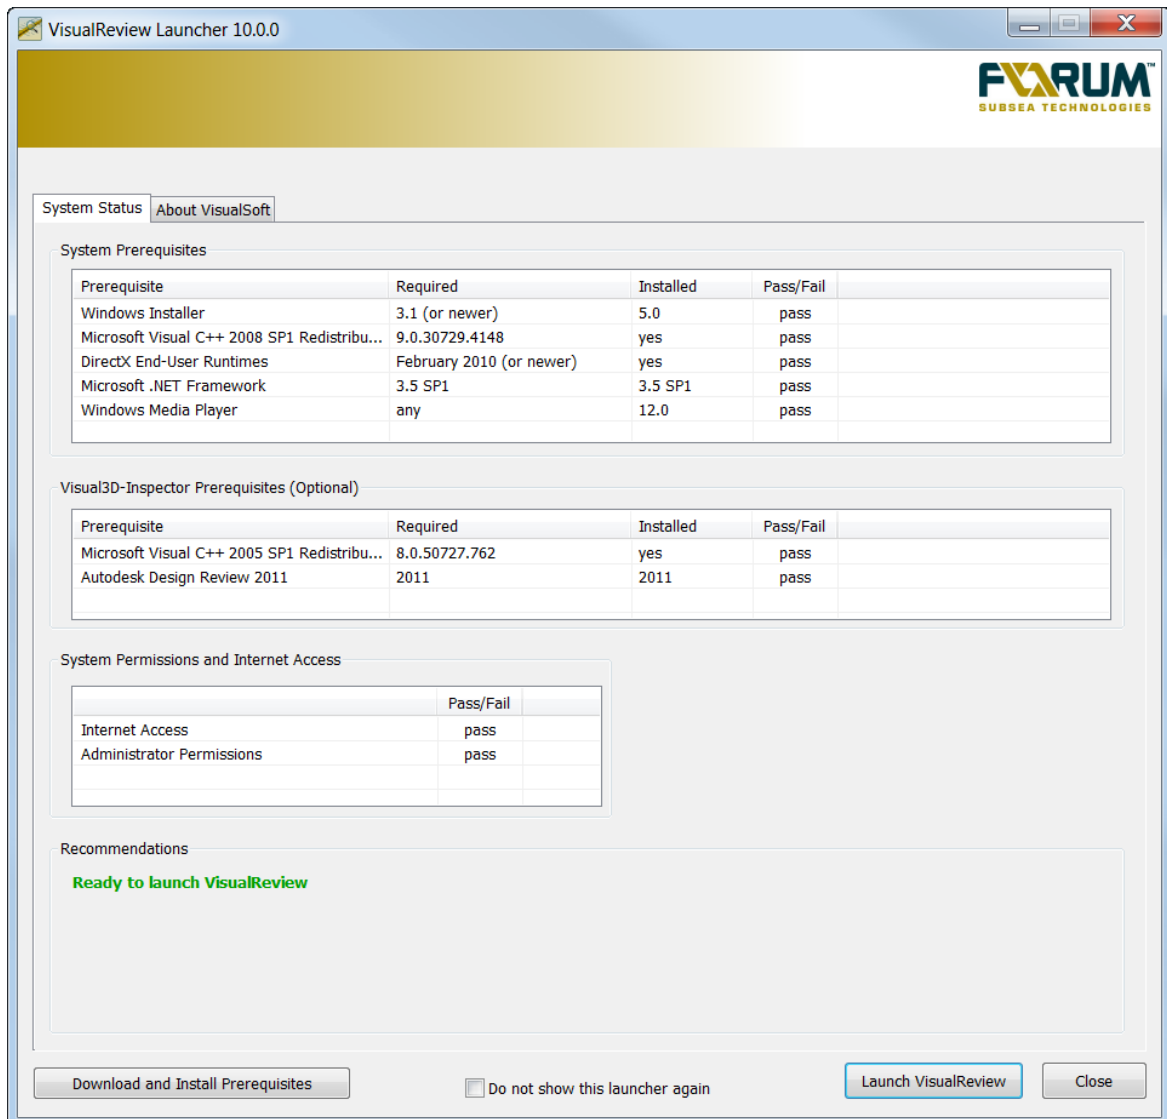 VisualReview Launcher 10.0.0
FORUM™
SUBSEA TECHNOLOGIES
System Status About VisualSoft
System Prerequisites
Prerequisite Required Installed Pass/Fail
Windows Installer 3.1 (or newer) 5.0 pass
Microsoft Visual C++ 2008 SP1 Redistribu... 9.0.30729.4148 yes pass
DirectX End-User Runtimes February 2010 (or newer) yes pass
Microsoft .NET Framework 3.5 SP1 3.5 SP1 pass
Windows Media Player any 12.0 pass
Visual3D-Inspector Prerequisites (Optional)
Prerequisite Required Installed Pass/Fail
Microsoft Visual C++ 2005 SP1 Redistribu... 8.0.50727.762 yes pass
Autodesk Design Review 2011 2011 2011 pass
System Permissions and Internet Access
Pass/Fail
Internet Access pass
Administrator Permissions pass
Recommendations
Ready to launch VisualReview
Download and Install Prerequisites Do not show this launcher again Launch VisualReview Close